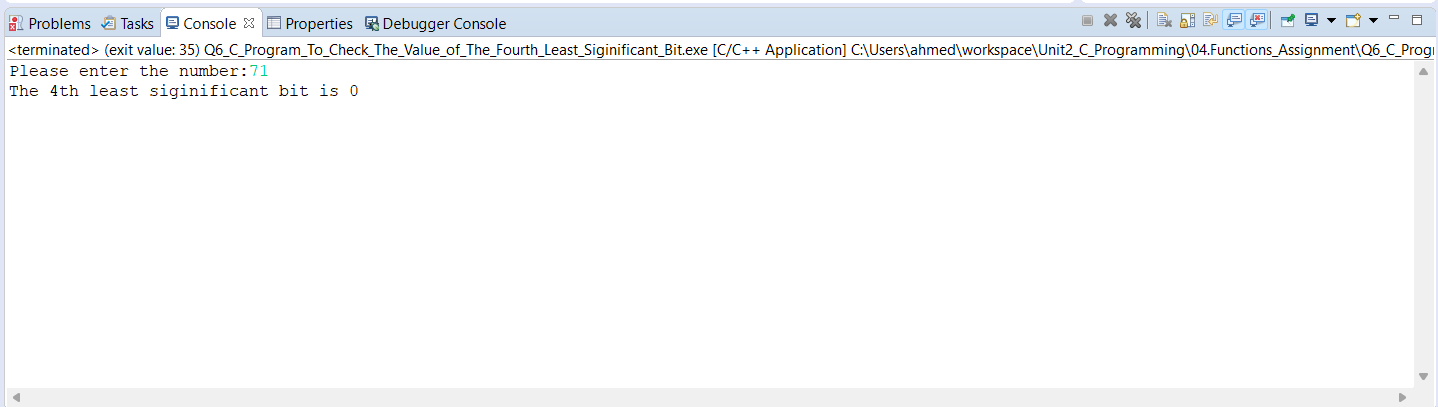 Problems Tasks Console Properties Debugger Console
<terminated> (exit value: 35) Q6_C_Program_To_Check_The_Value_of_The_Fourth_Least_Siginificant_Bit.exe [C/C++ Application] C:\Users\ahmed\workspace\Unit2_C_Programming\04.Functions_Assignment\Q6_C_Progr
Please enter the number:71
The 4th least siginificant bit is 0